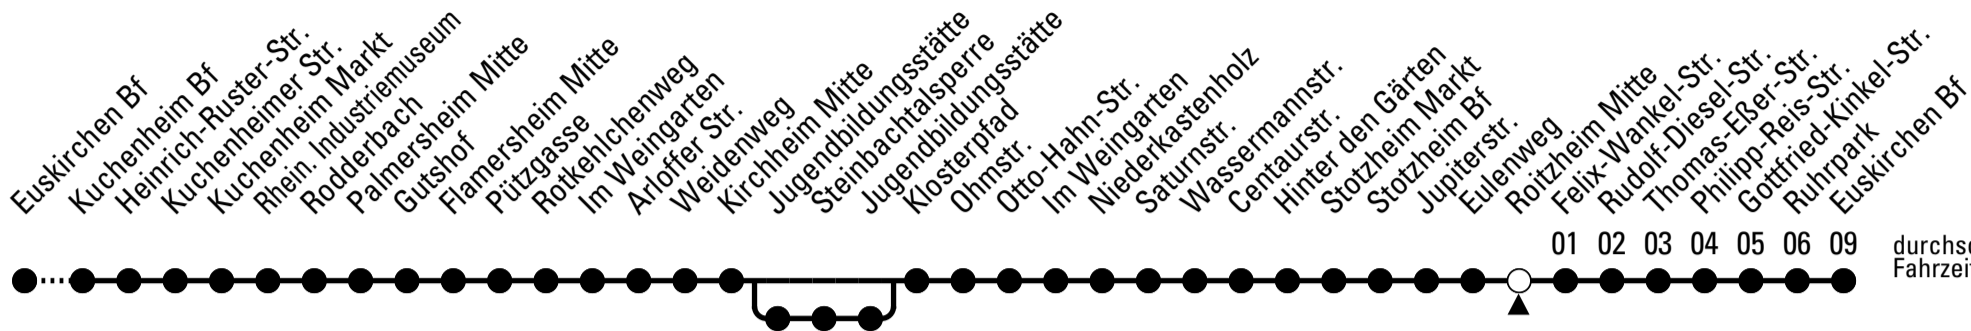 Euskirchen Bf
Kuchenheim Bf
Heinrich-Ruster-Str.
Kuchenheimer Str.
Kuchenheim Markt
Rhein. Industriemuseum
Rodderbach
Palmersheim Mitte
Gutshof
Flamersheim Mitte
Pützgasse
Rotkehlchenweg
Im Weingarten
Arloffer Str.
Weidenweg
Kirchheim Mitte
Jugendbildungsstätte
Steinbachtalsperre
Jugendbildungsstätte
Klosterpfad
Ohmstr.
Otto-Hahn-Str.
Im Weingarten
Niederkastenholz
Saturnstr.
Wassermannstr.
Centaurstr.
Hinter den Gärten
Stotzheim Markt
Stotzheim Bf
Jupiterstr.
Eulenweg
Roitzheim Mitte
Felix-Wankel-Str.
Rudolf-Diesel-Str.
Thomas-Eßer-Str.
Philipp-Reis-Str.
Gottfried-Kinkel-Str.
Ruhrpark
Euskirchen Bf
01 02 03 04 05 06 09
Fahrzeit